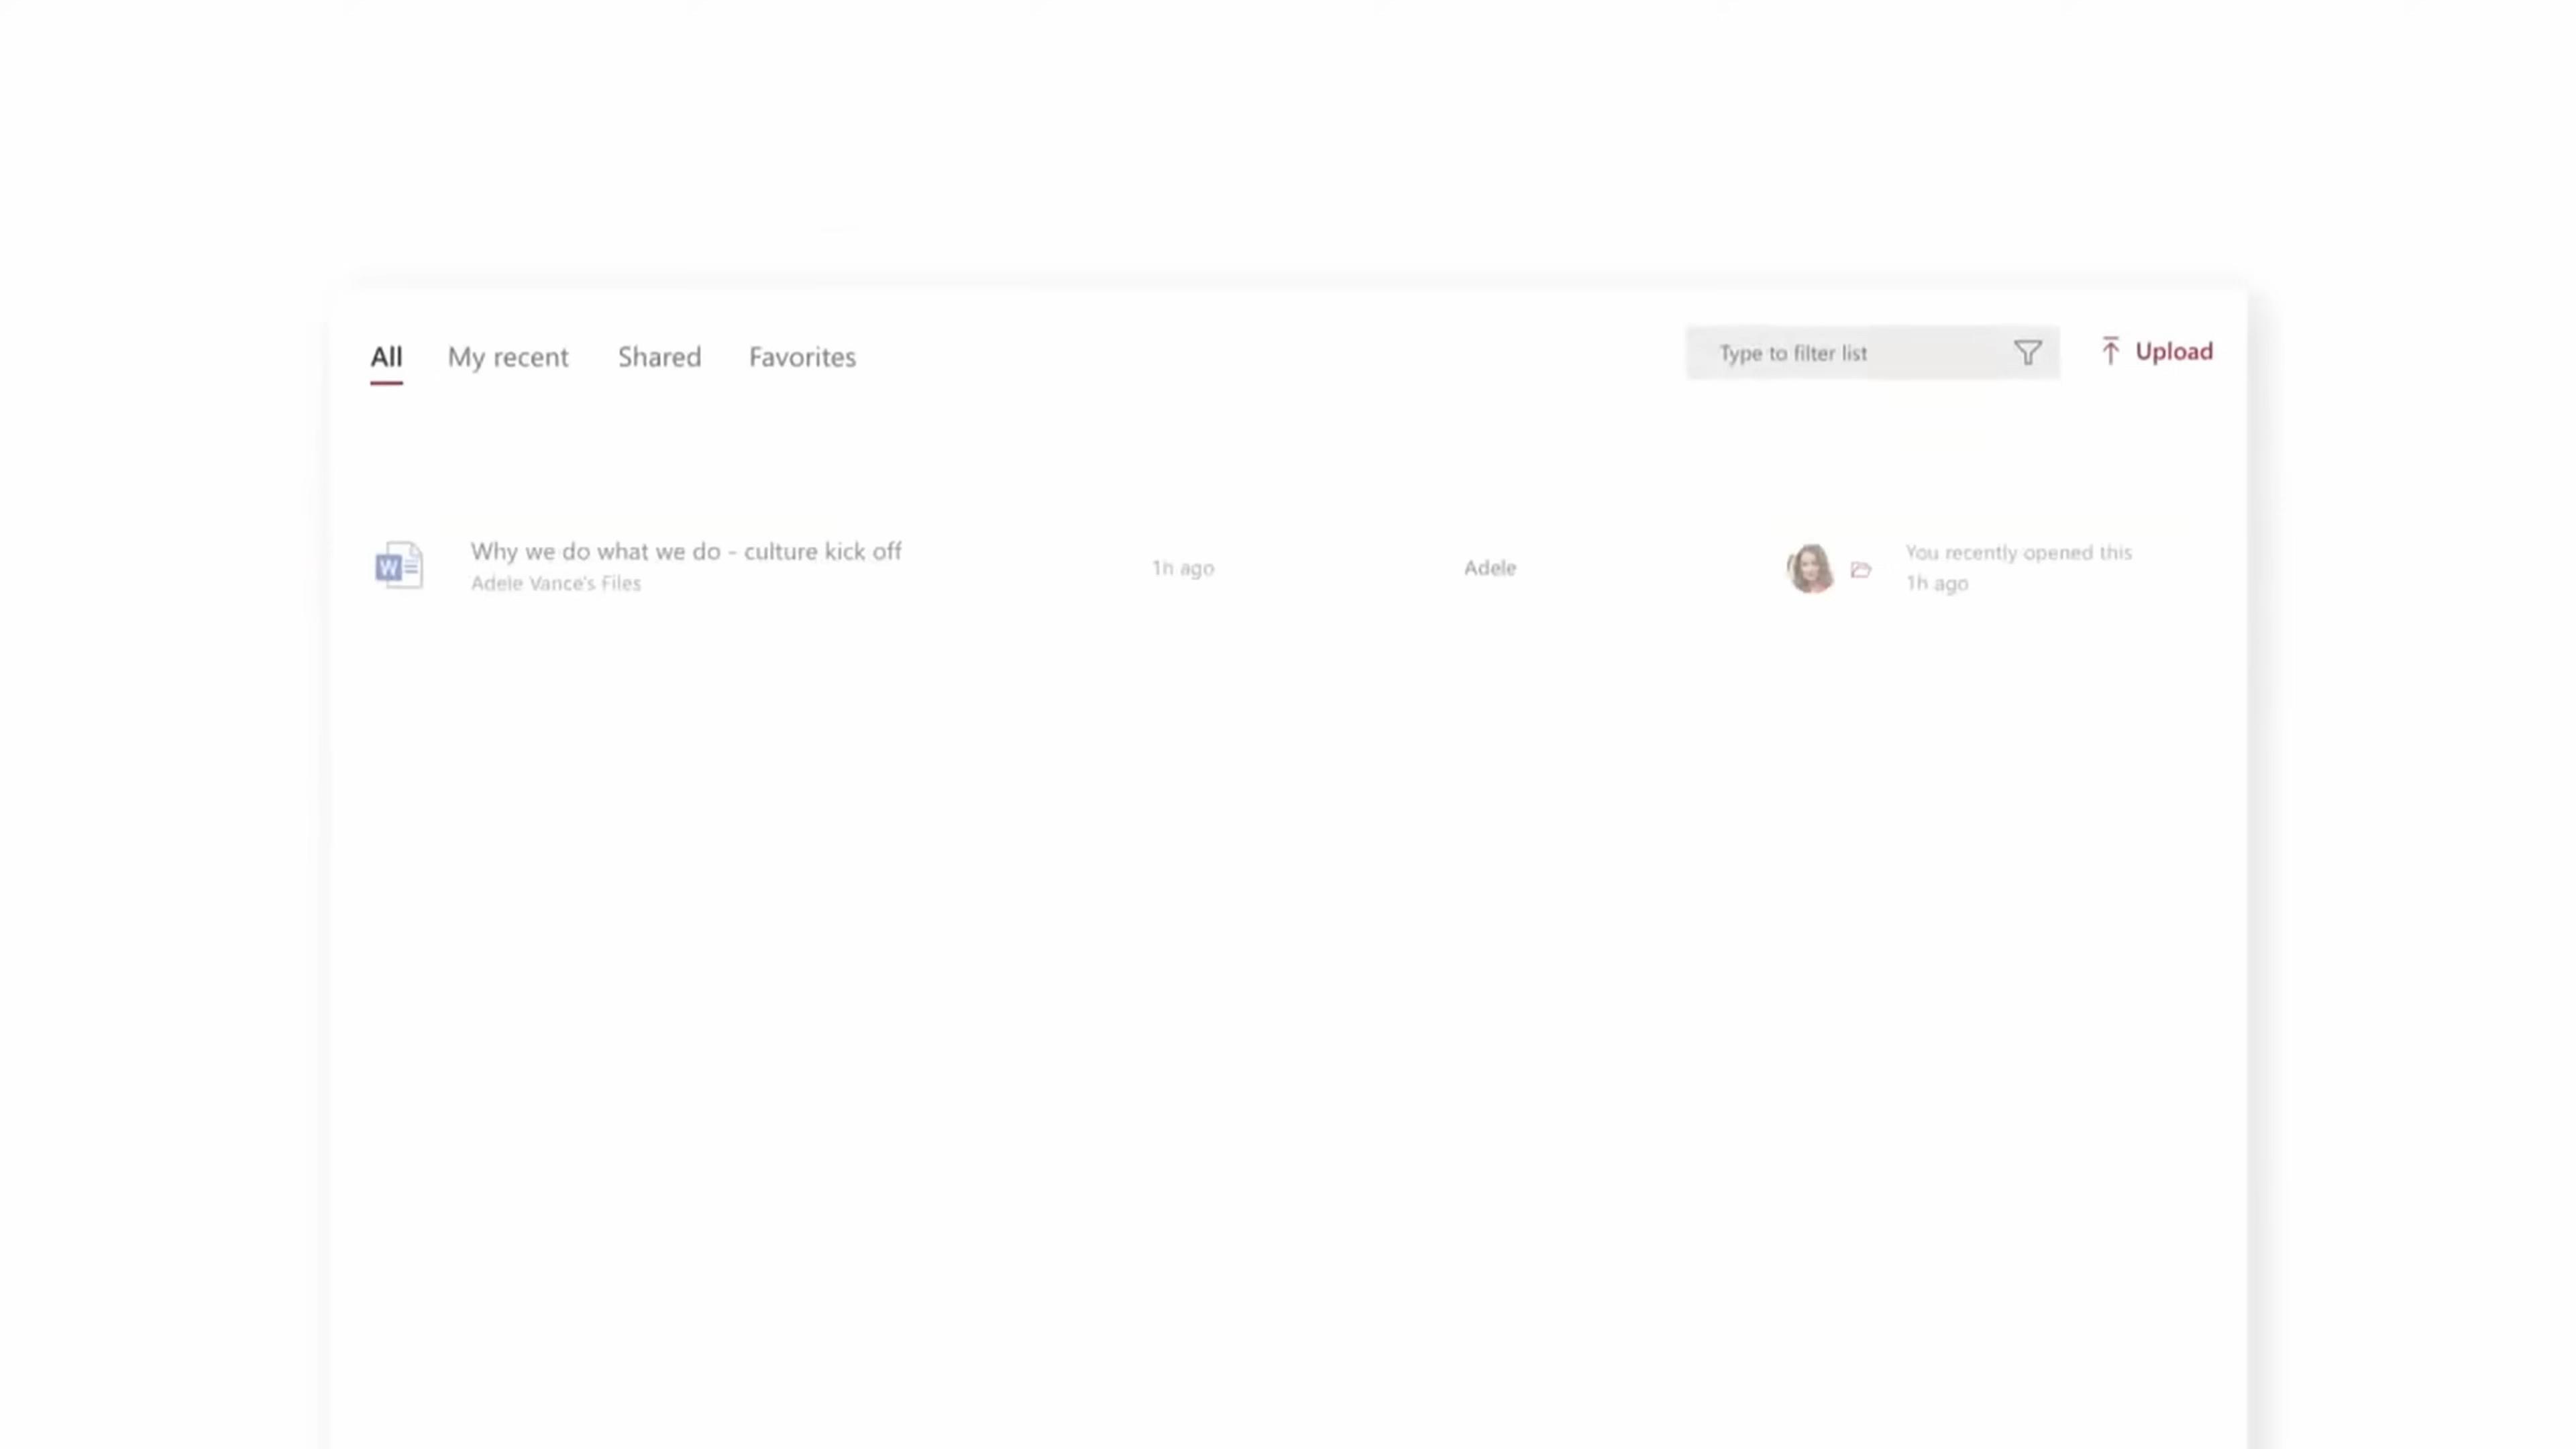 All My recent Shared Favorites Type to filter list Upload
W Why we do what we do - culture kick off 1h ago Adele You recently opened this
Adele Vance's Files 1h ago